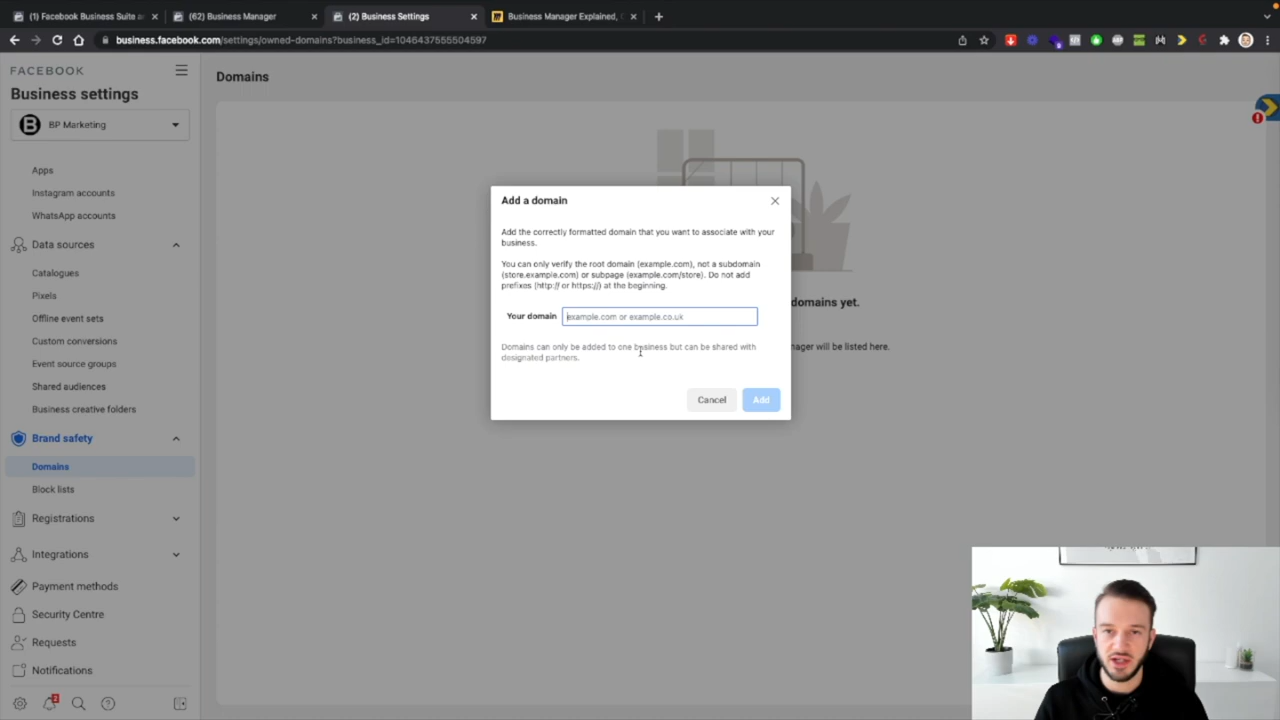 (1) Facebook Business Suite a
(62) Business Manager
(2) Business Settings
Business Manager Explained,
business.facebook.com/settings/owned-domains?business_id=1046437555504597
FACEBOOK
Business settings
BP Marketing
Apps
Instagram accounts
WhatsApp accounts
Data sources
Catalogues
Pixels
Offline event sets
Custom conversions
Event source groups
Shared audiences
Business creative folders
Brand safety
Domains
Block lists
Registrations
Integrations
Payment methods
Security Centre
Requests
Notifications
2
Domains
domains yet.
nager will be listed here.
Add a domain
Add the correctly formatted domain that you want to associate with your
business.
You can only verify the root domain (example.com), not a subdomain
(store.example.com) or subpage (example.com/store). Do not add
prefixes (http:// or https://) at the beginning.
Your domain
example.com or example.co.uk
Domains can only be added to one business but can be shared with
designated partners.
Cancel
Add